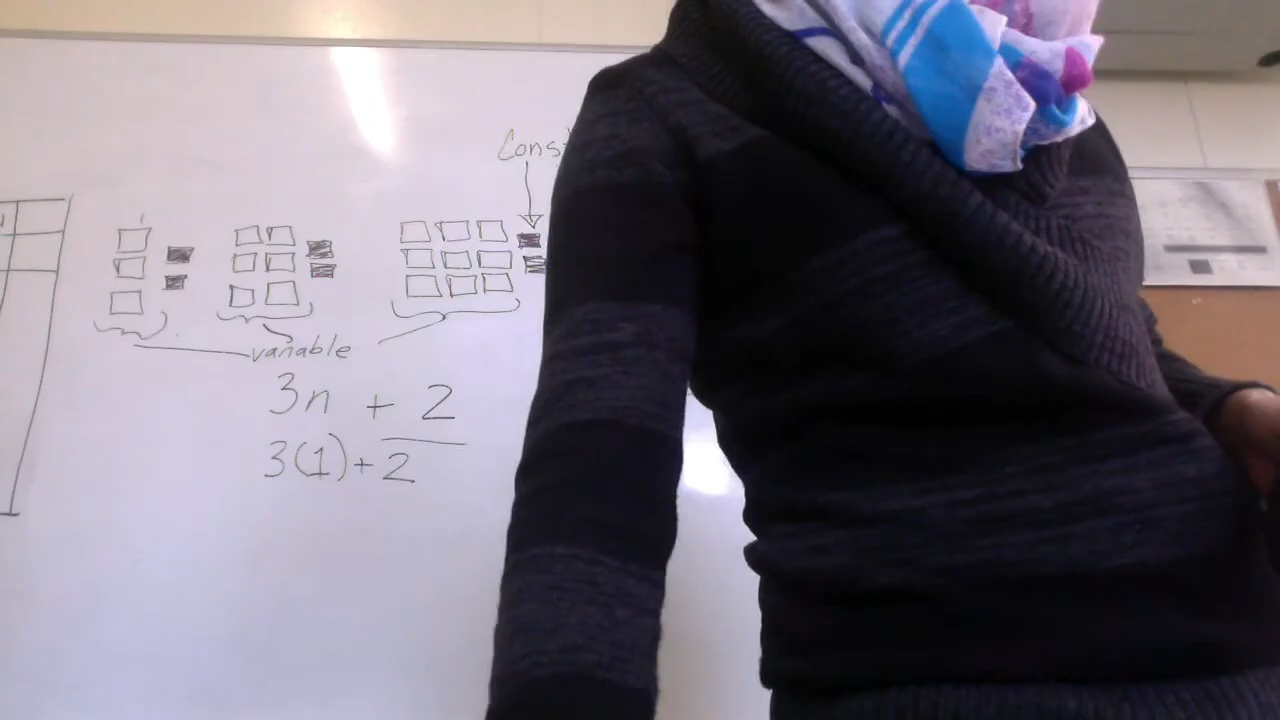 Cons
variable
3n + 2
3(1) + 2